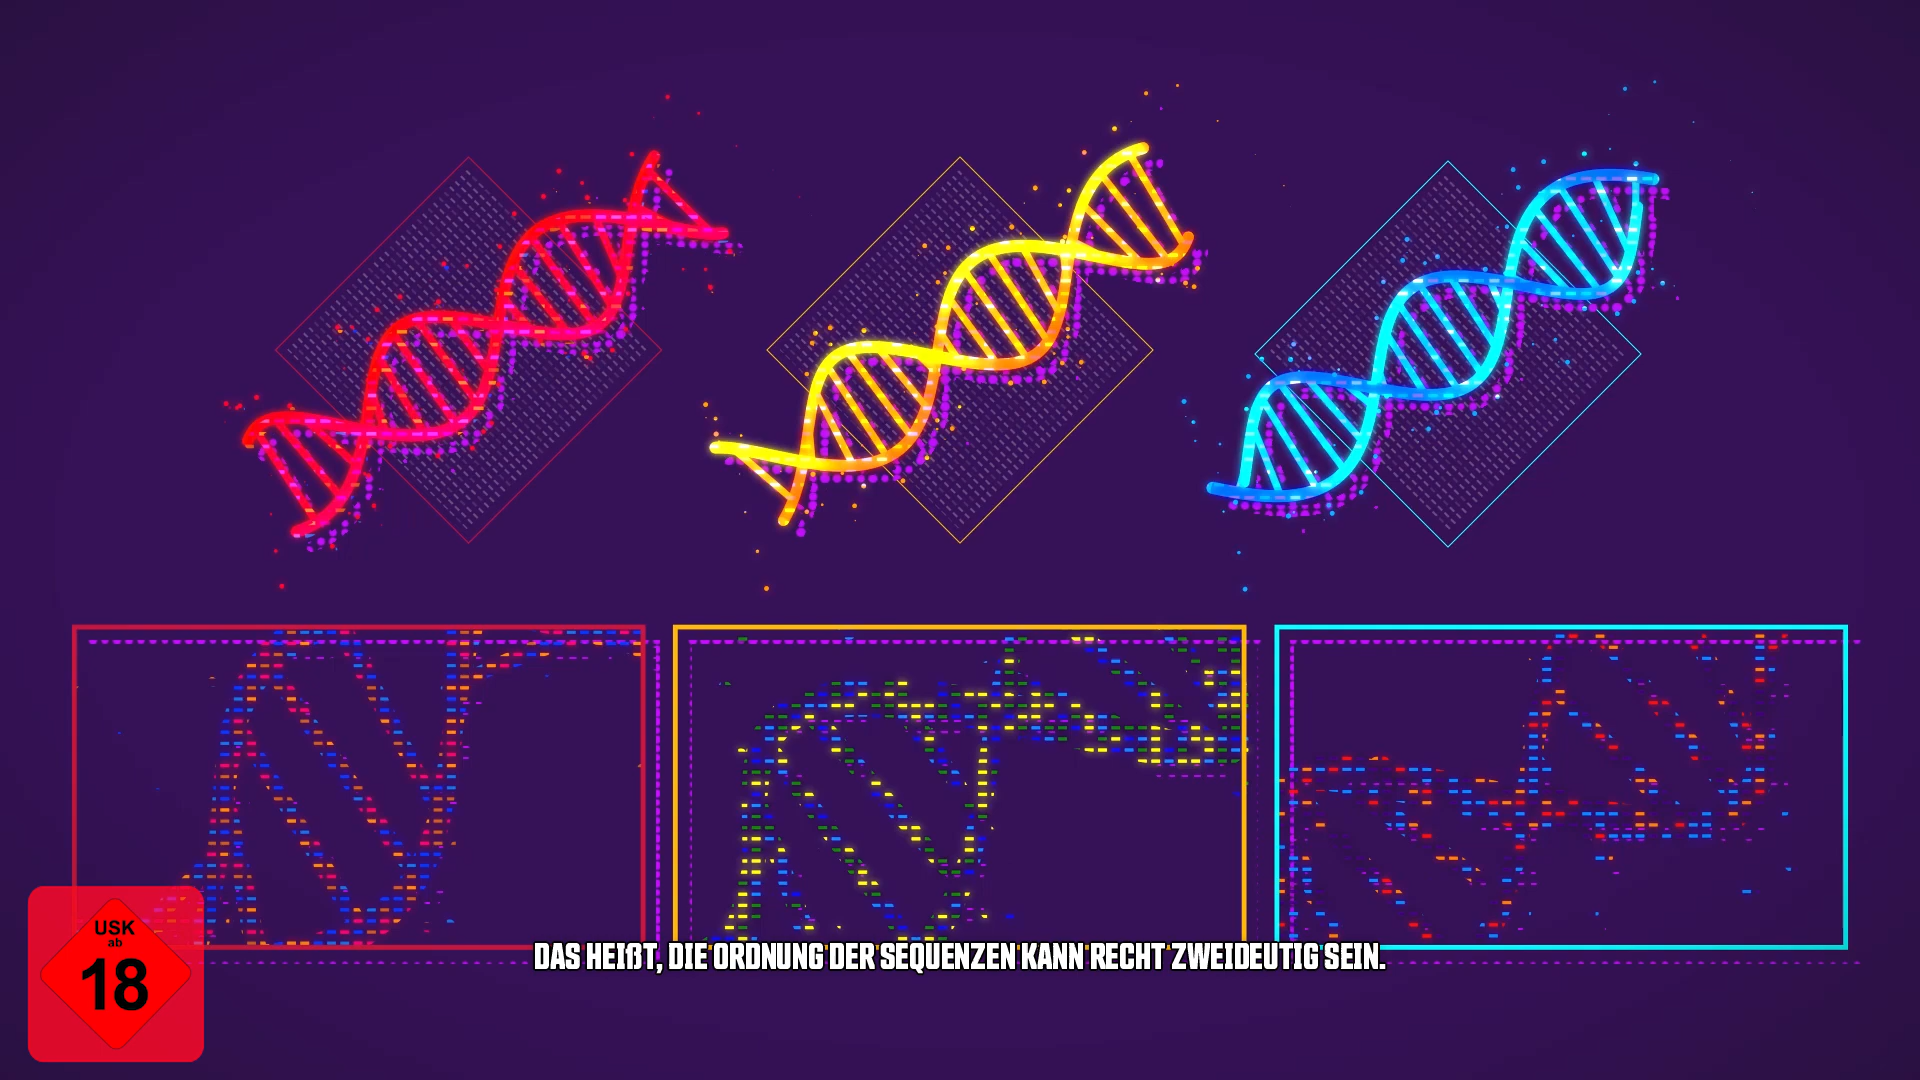 USK
ab
18
DAS HEIßT, DIE ORDNUNG DER SEQUENZEN KANN RECHT ZWEIDEUTIG SEIN.